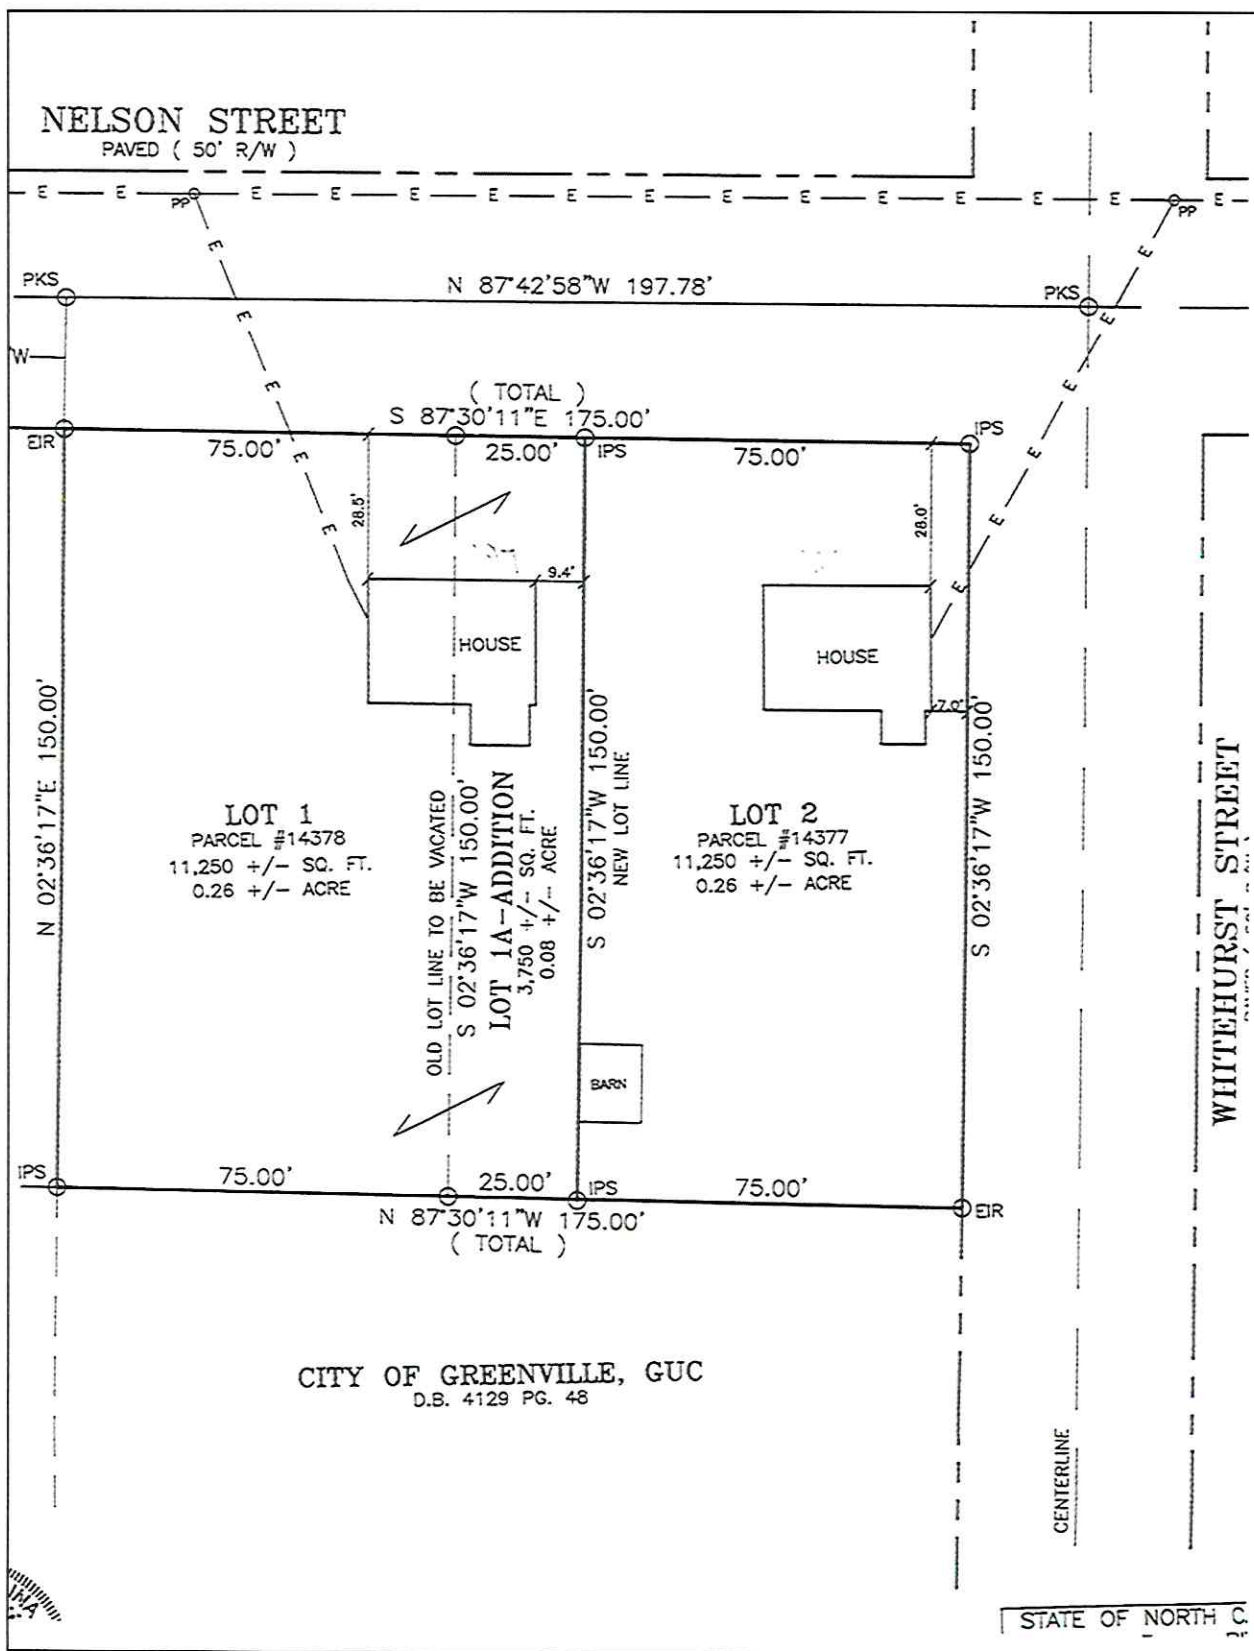 NELSON STREET
PAVED ( 50' R/W )
E E E E E E E E E E E E E E
PP
PP
E
E
E
E
E
E
E
E
E
E
E
PKS
N 87°42'58"W 197.78'
PKS
'W
( TOTAL )
S 87°30'11"E 175.00'
EIR
75.00'
25.00'
IPS
75.00'
IPS
28.5'
28.0'
9.4'
HOUSE
HOUSE
7.0'
N 02°36'17"E 150.00'
LOT 1
PARCEL #14378
11,250 +/- SQ. FT.
0.26 +/- ACRE
OLD LOT LINE TO BE VACATED
S 02°36'17"W 150.00'
LOT 1A-ADDITION
3,750 +/- SQ. FT.
0.08 +/- ACRE
S 02°36'17"W 150.00'
NEW LOT LINE
LOT 2
PARCEL #14377
11,250 +/- SQ. FT.
0.26 +/- ACRE
S 02°36'17"W 150.00'
WHITEHURST STREET
BARN
IPS
75.00'
25.00'
IPS
75.00'
EIR
N 87°30'11"W 175.00'
( TOTAL )
CITY OF GREENVILLE, GUC
D.B. 4129 PG. 48
CENTERLINE
STATE OF NORTH C